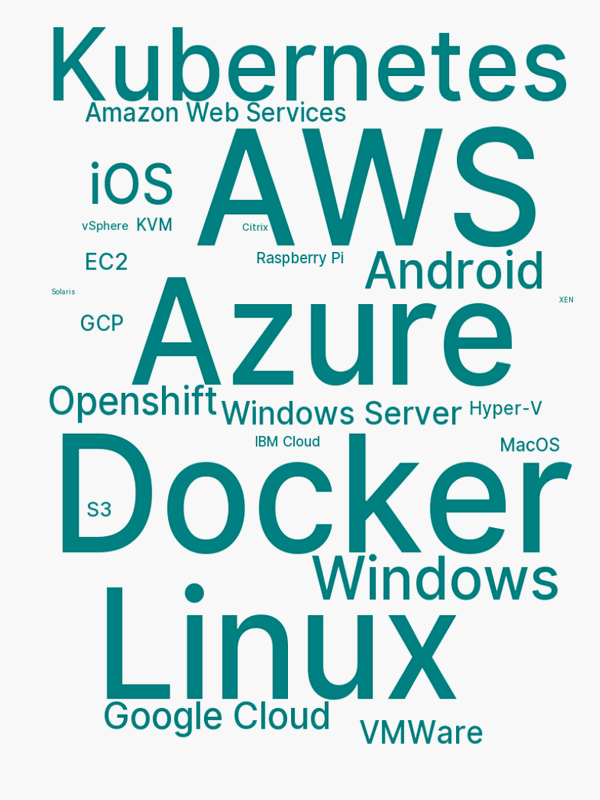 Kubernetes
Amazon Web Services
AWS
iOS
vSphere KVM
Citrix
EC2
Raspberry Pi
Android
Solaris
XEN
Azure
GCP
Openshift
Windows Server
Hyper-V
IBM Cloud
MacOS
Docker
S3
Windows
Linux
Google Cloud
VMWare